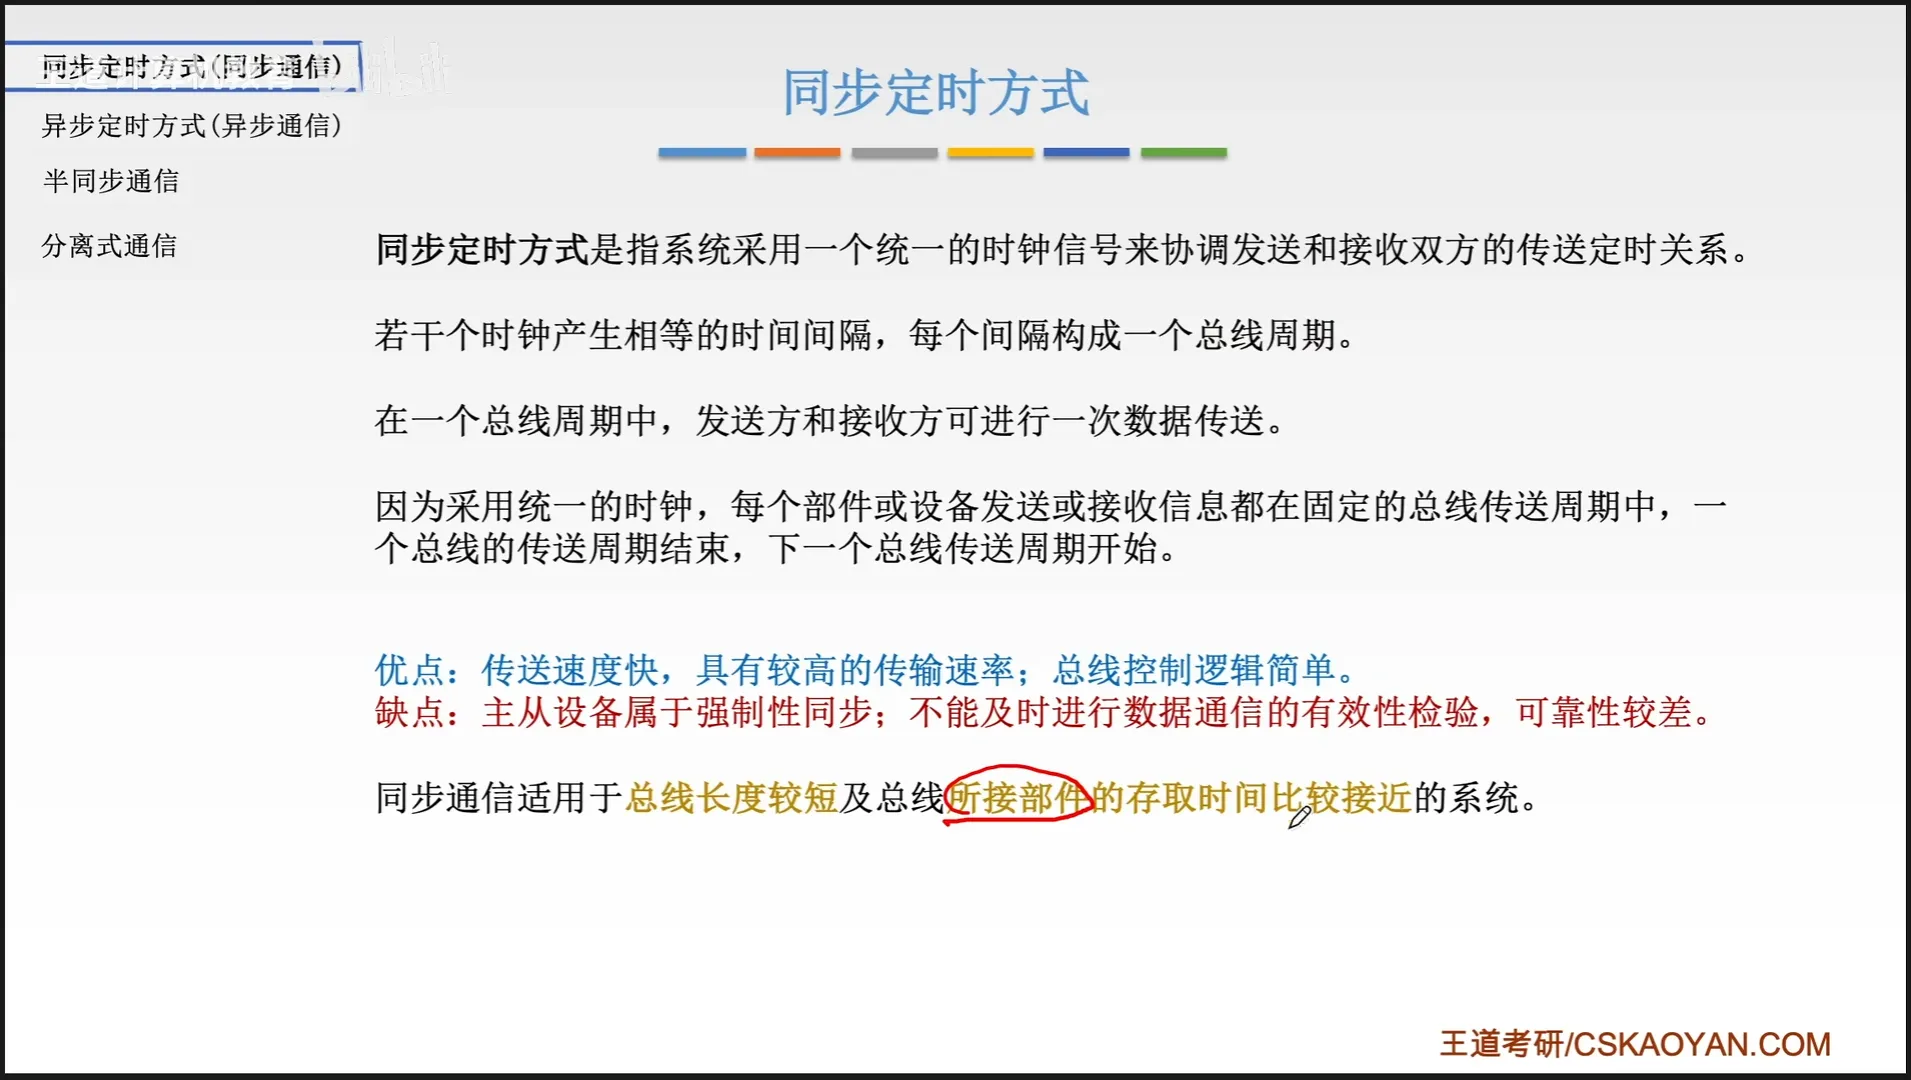 同步定时方式(同步通信)
异步定时方式(异步通信)
半同步通信
分离式通信
同步定时方式
同步定时方式是指系统采用一个统一的时钟信号来协调发送和接收双方的传送定时关系。
若干个时钟产生相等的时间间隔，每个间隔构成一个总线周期。
在一个总线周期中，发送方和接收方可进行一次数据传送。
因为采用统一的时钟，每个部件或设备发送或接收信息都在固定的总线传送周期中，一
个总线的传送周期结束，下一个总线传送周期开始。
优点：传送速度快，具有较高的传输速率；总线控制逻辑简单。
缺点：主从设备属于强制性同步；不能及时进行数据通信的有效性检验，可靠性较差。
同步通信适用于总线长度较短及总线所接部件的存取时间比较接近的系统。
王道考研/CSKAOYAN.COM